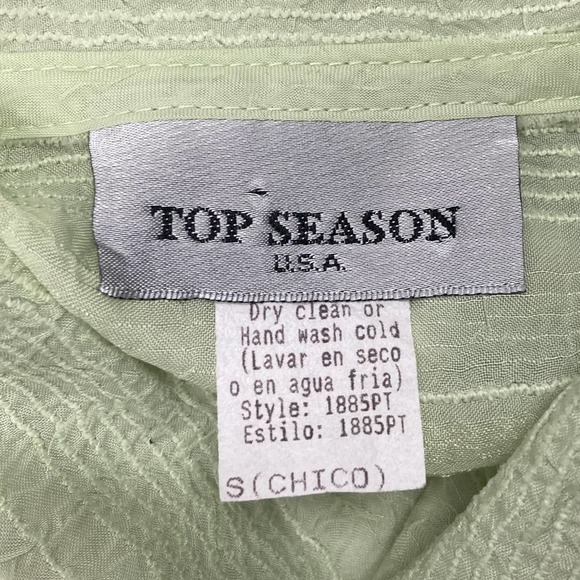 TOP SEASON
U.S.A.
Dry clean or
Hand wash cold
(Lavar en seco
o en agua fria)
Style: 1885PT
Estilo: 1885PT
S(CHICO)